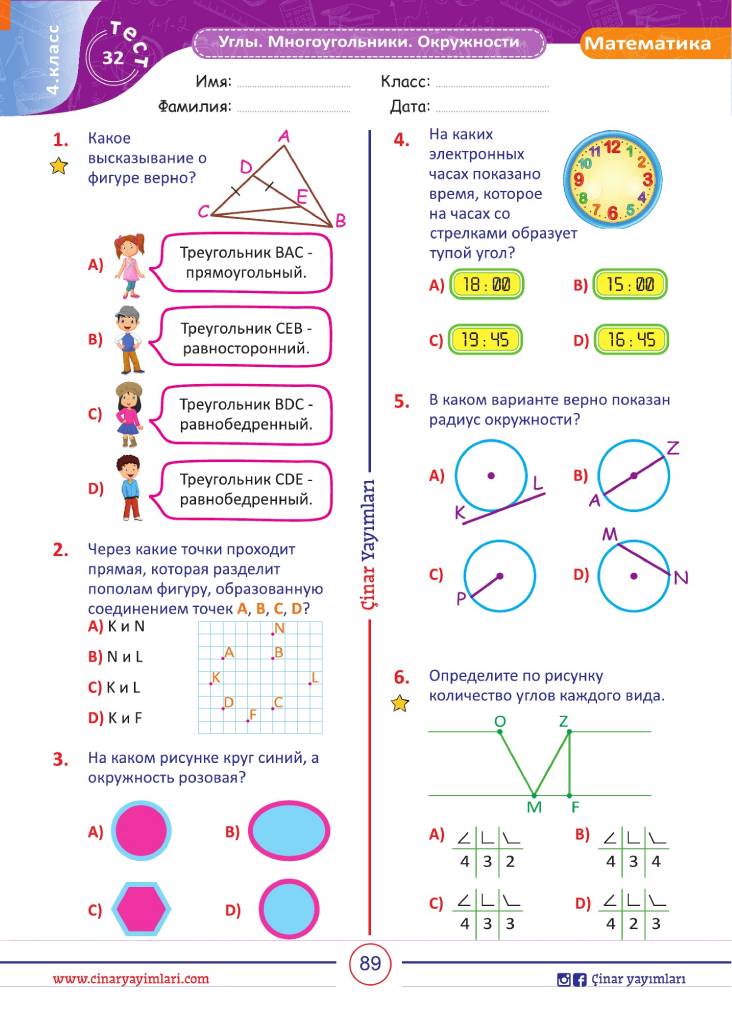 4.класс
тест
32
Углы. Многоугольники. Окружности
Математика
Имя:
Класс:
Фамилия:
Дата:
1.
Какое
высказывание о
фигуре верно?
A
D
E
C
B
A)
Треугольник BAC -
прямоугольный.
B)
Треугольник CEB -
равносторонний.
C)
Треугольник BDC -
равнобедренный.
D)
Треугольник CDE -
равнобедренный.
2.
Через какие точки проходит
прямая, которая разделит
пополам фигуру, образованную
соединением точек A, B, C, D?
A) K и N
B) N и L
C) K и L
D) K и F
N
A
B
K
L
D
C
F
3.
На каком рисунке круг синий, а
окружность розовая?
A)
B)
C)
D)
Çinar Yayımları
4.
На каких
электронных
часах показано
время, которое
на часах со
стрелками образует
тупой угол?
12
1
2
3
4
5
6
7
8
9
10
11
A) 18:00
B) 15:00
C) 19:45
D) 16:45
5.
В каком варианте верно показан
радиус окружности?
A)
K
L
B)
A
Z
C)
P
D)
M
N
6.
Определите по рисунку
количество углов каждого вида.
O
Z
M
F
A)
4 3 2
B)
4 3 4
C)
4 3 3
D)
4 2 3
www.cinaryayimlari.com
89
Çinar yayımları